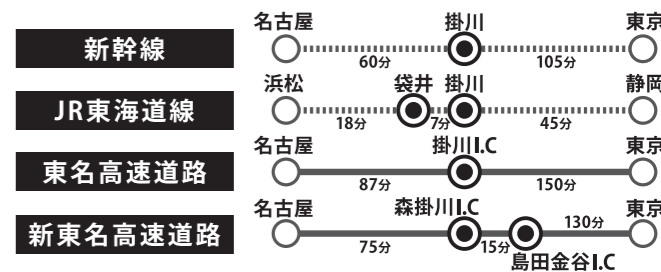 新幹線
名古屋 掛川 東京
60分 105分
JR東海道線
浜松 袋井 掛川 静岡
18分 7分 45分
東名高速道路
名古屋 掛川I.C 東京
87分 150分
新東名高速道路
名古屋 森掛川I.C 130分 東京
75分 15分
島田金谷I.C